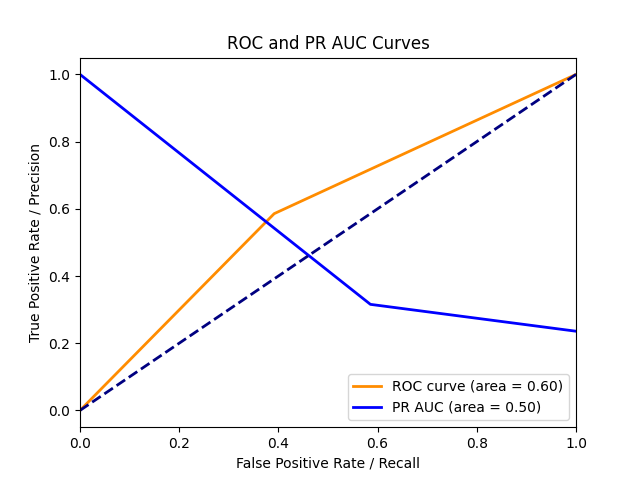 ROC and PR AUC Curves
True Positive Rate / Precision
1.0
0.8
0.6
0.4
0.2
0.0
ROC curve (area = 0.60)
PR AUC (area = 0.50)
0.0 0.2 0.4 0.6 0.8 1.0
False Positive Rate / Recall